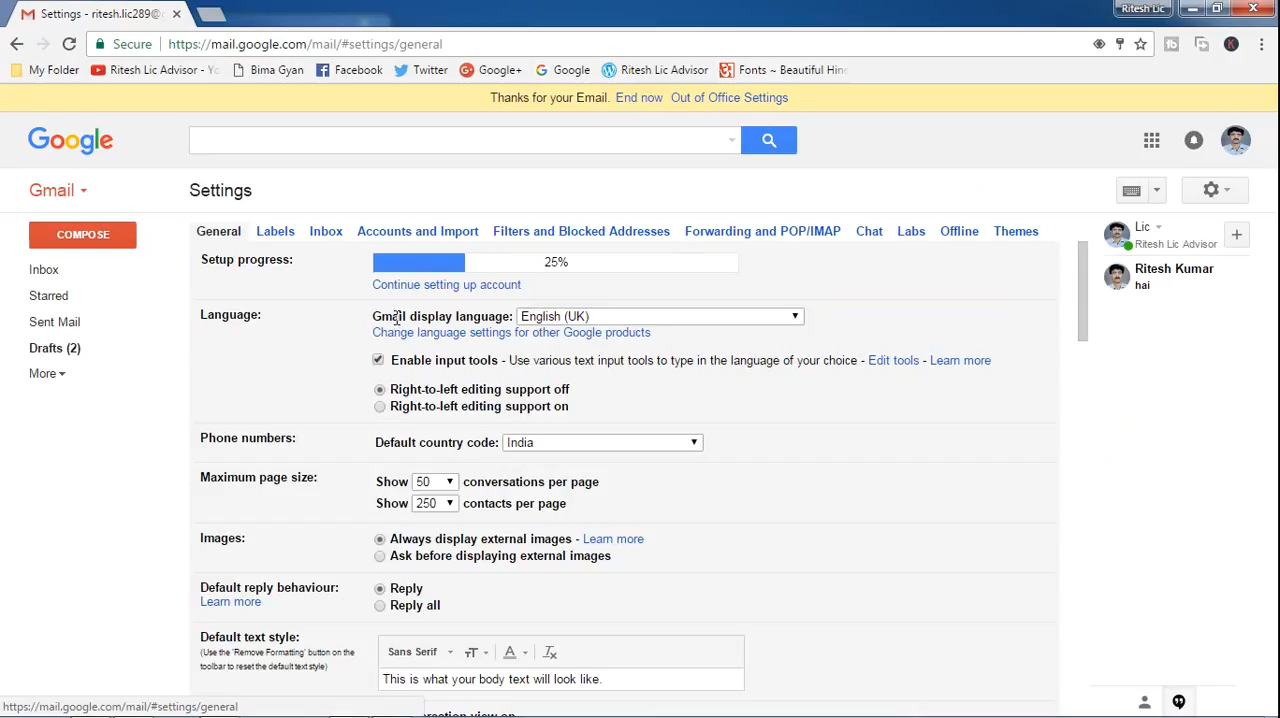 Settings - ritesh.lic289@
Ritesh Lic
Secure
https://mail.google.com/mail/#settings/general
My Folder
Ritesh Lic Advisor - Yo
Bima Gyan
Facebook
Twitter
Google+
Google
Ritesh Lic Advisor
Fonts ~ Beautiful Hin
Thanks for your Email. End now Out of Office Settings
Google
Gmail
Settings
COMPOSE
Inbox
Starred
Sent Mail
Drafts (2)
More
General Labels Inbox Accounts and Import Filters and Blocked Addresses Forwarding and POP/IMAP Chat Labs Offline Themes
Setup progress:
25%
Continue setting up account
Language:
Gmail display language: English (UK)
Change language settings for other Google products
Enable input tools - Use various text input tools to type in the language of your choice - Edit tools - Learn more
Right-to-left editing support off
Right-to-left editing support on
Phone numbers:
Default country code: India
Maximum page size:
Show 50 conversations per page
Show 250 contacts per page
Images:
Always display external images - Learn more
Ask before displaying external images
Default reply behaviour:
Learn more
Reply
Reply all
Default text style:
(Use the 'Remove Formatting' button on the toolbar to reset the default text style)
Sans Serif
This is what your body text will look like.
Lic
Ritesh Lic Advisor
Ritesh Kumar
hai
https://mail.google.com/mail/#settings/general